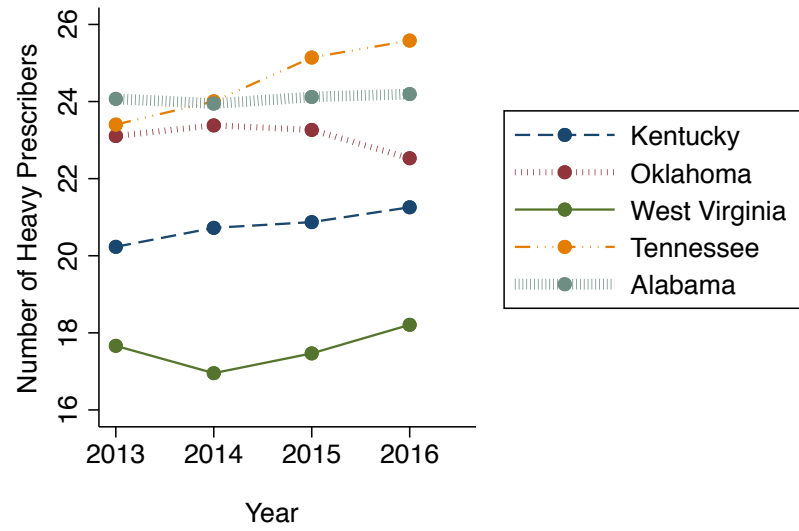 Number of Heavy Prescribers
26
24
22
20
18
16
2013 2014 2015 2016
Year
Kentucky
Oklahoma
West Virginia
Tennessee
Alabama